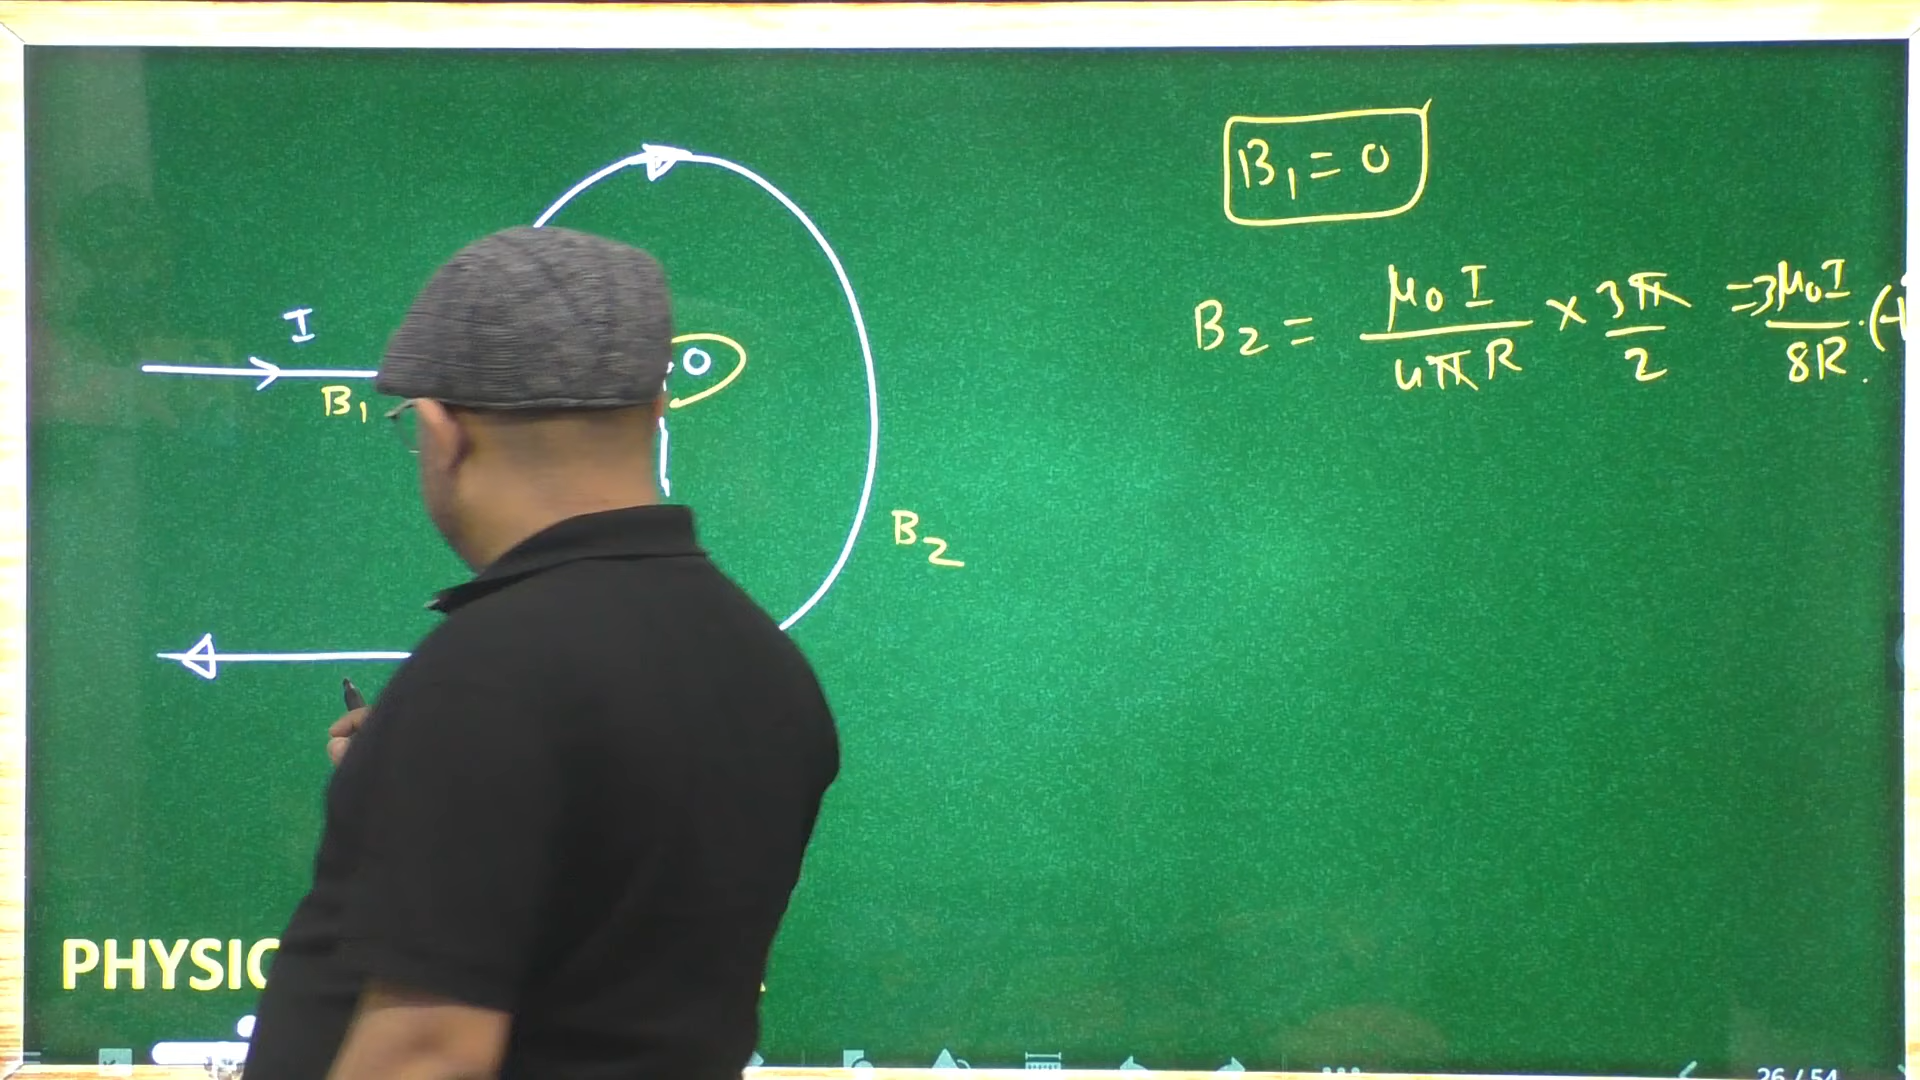 B₁ = 0
B₂ = μ₀I / 4πR × 3π / 2 = 3μ₀I / 8R · (-
I
O
B₁
B₂
PHYSIC
26 / 54